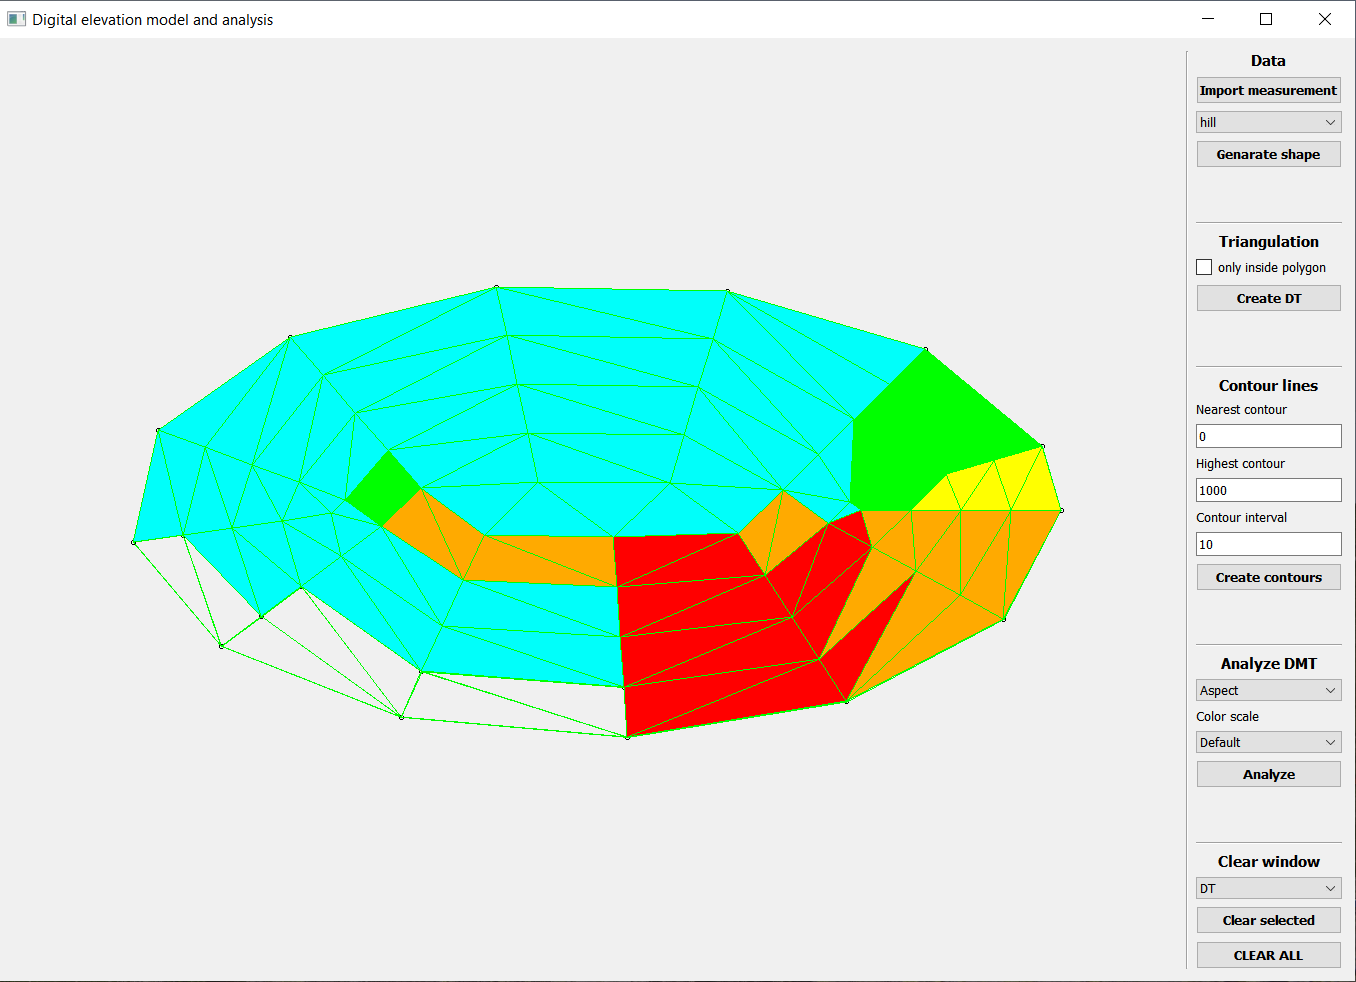 Digital elevation model and analysis
Data
Import measurement
hill
Genarate shape
Triangulation
only inside polygon
Create DT
Contour lines
Nearest contour
0
Highest contour
1000
Contour interval
10
Create contours
Analyze DMT
Aspect
Color scale
Default
Analyze
Clear window
DT
Clear selected
CLEAR ALL